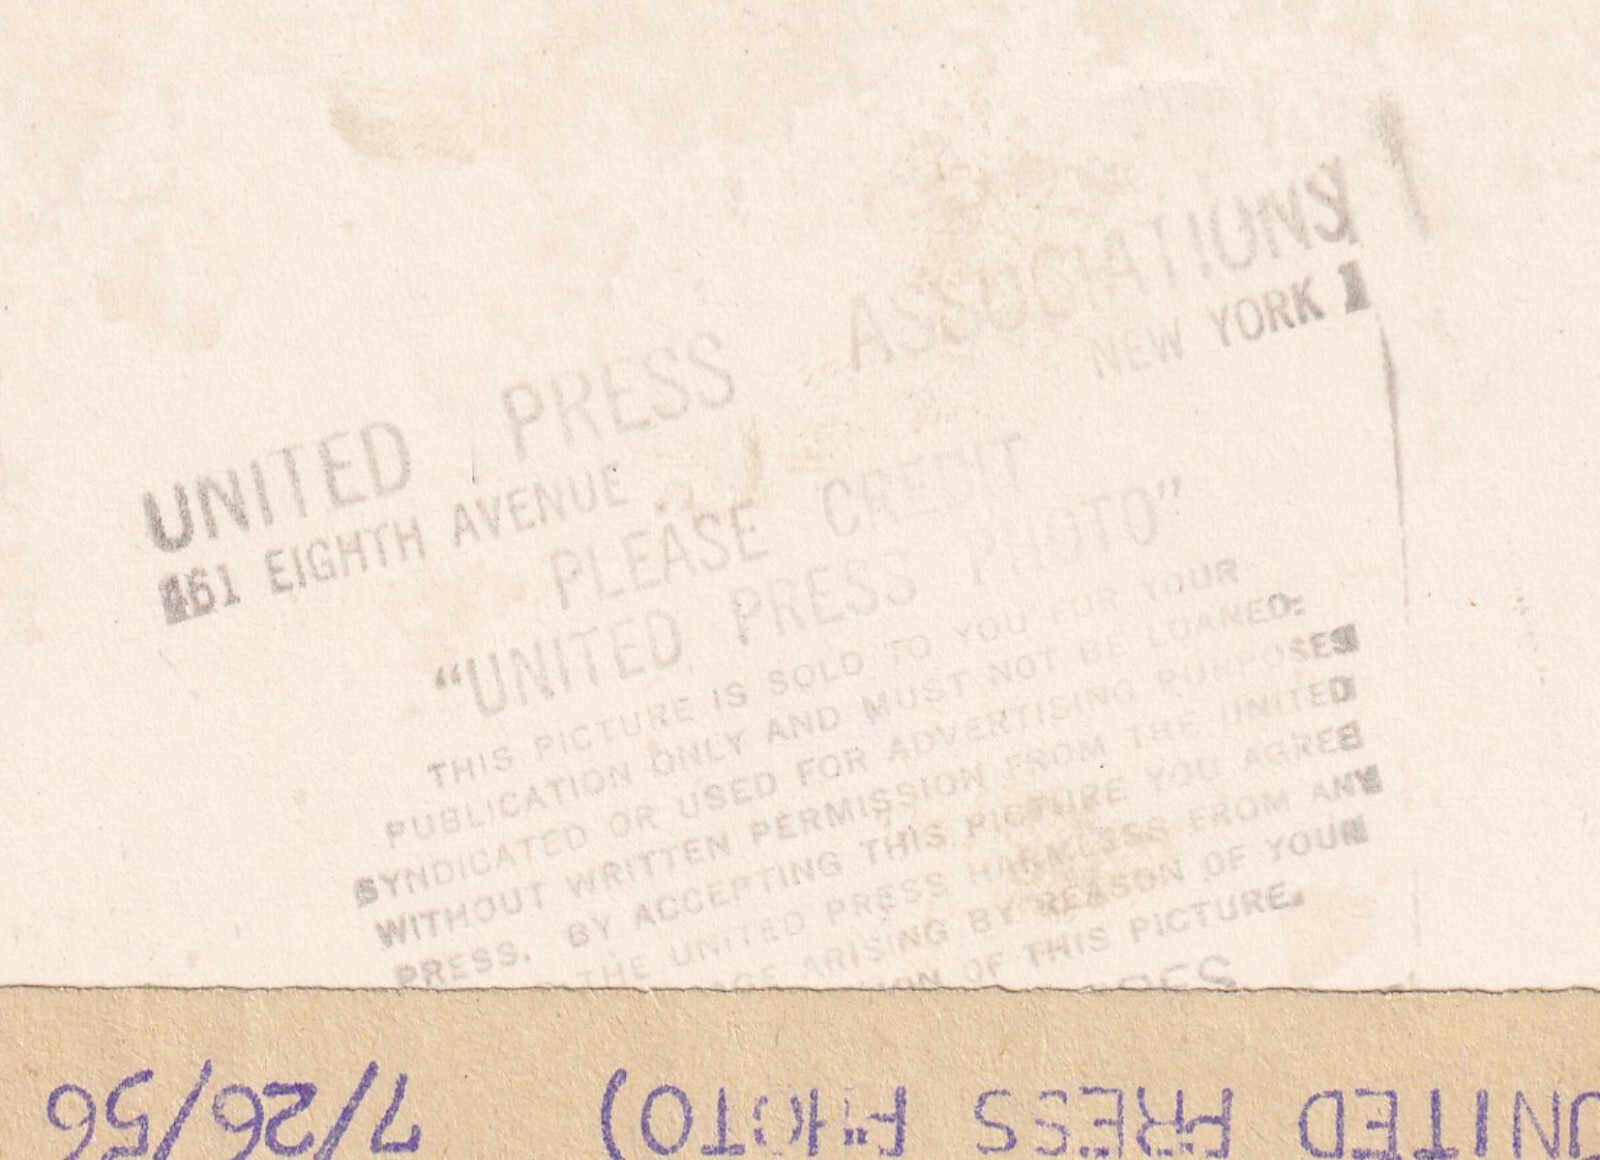 UNITED PRESS ASSOCIATIONS
461 EIGHTH AVENUE NEW YORK 1
PLEASE CREDIT
"UNITED PRESS PHOTO"
THIS PICTURE IS SOLD TO YOU FOR YOUR
PUBLICATION ONLY AND MUST NOT BE LOANED,
SYNDICATED OR USED FOR ADVERTISING PURPOSES
WITHOUT WRITTEN PERMISSION FROM THE UNITED
PRESS. BY ACCEPTING THIS PICTURE YOU AGREE
THE UNITED PRESS HARMLESS FROM ANY
ARISING BY REASON OF YOUR
OF THIS PICTURE.
UNITED PRESS PHOTO) 7/26/56